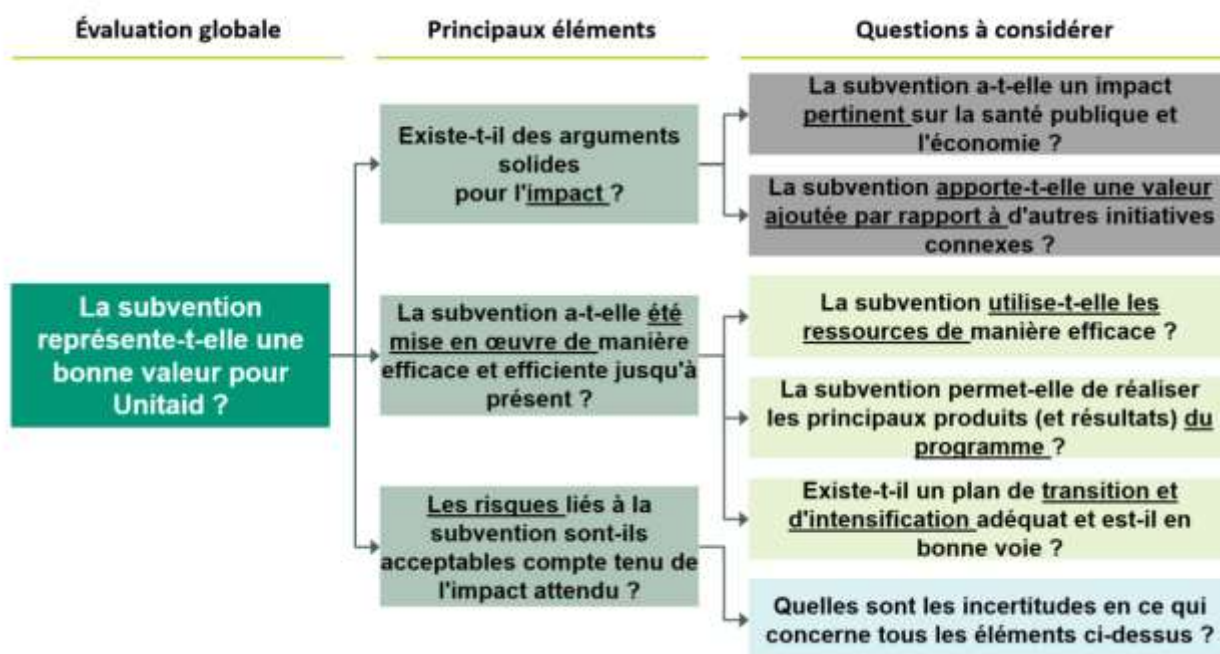 Évaluation globale
Principaux éléments
Questions à considérer
La subvention
représente-t-elle une
bonne valeur pour
Unitaid ?
Existe-t-il des arguments
solides
pour l'impact ?
La subvention a-t-elle été
mise en œuvre de manière
efficace et efficiente jusqu'à
présent ?
Les risques liés à la
subvention sont-ils
acceptables compte tenu de
l'impact attendu ?
La subvention a-t-elle un impact
pertinent sur la santé publique et
l'économie ?
La subvention apporte-t-elle une valeur
ajoutée par rapport à d'autres initiatives
connexes ?
La subvention utilise-t-elle les
ressources de manière efficace ?
La subvention permet-elle de réaliser
les principaux produits (et résultats) du
programme ?
Existe-t-il un plan de transition et
d'intensification adéquat et est-il en
bonne voie ?
Quelles sont les incertitudes en ce qui
concerne tous les éléments ci-dessus ?